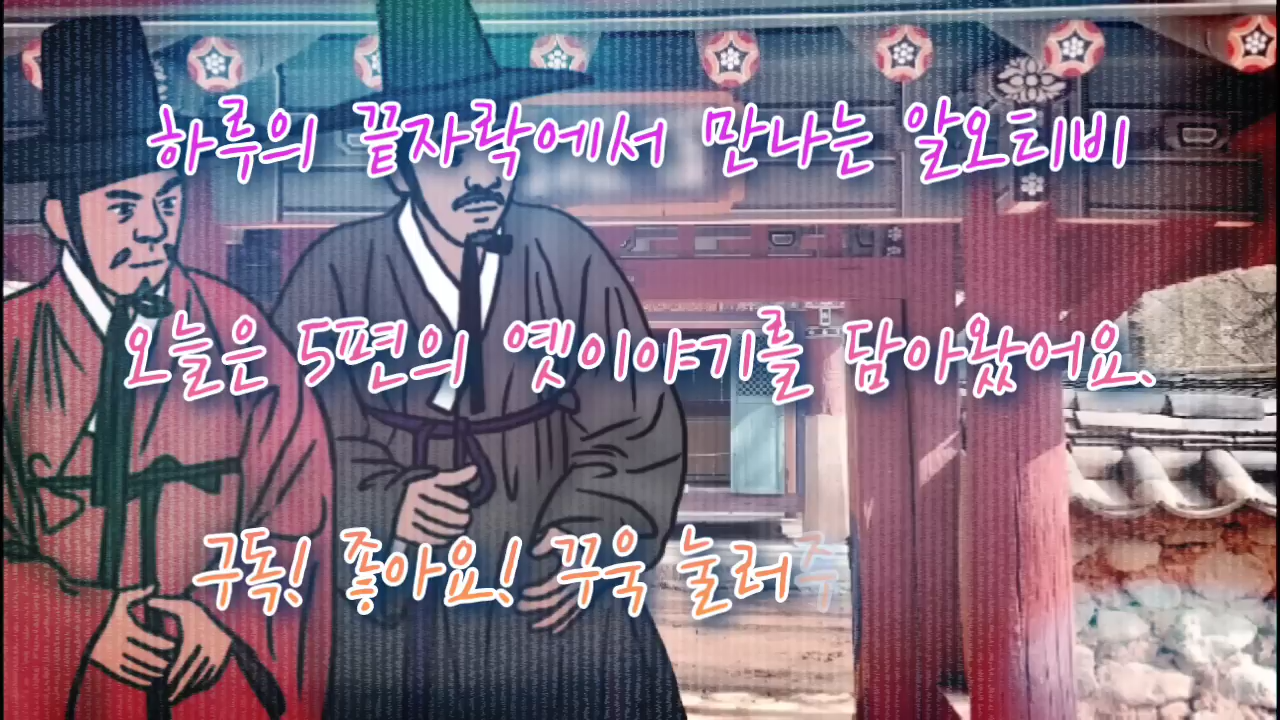 하루의 끝자락에서 만나는 알오티비
오늘은 5편의 옛이야기를 담아왔어요.
구독! 좋아요! 꾸욱 눌러주